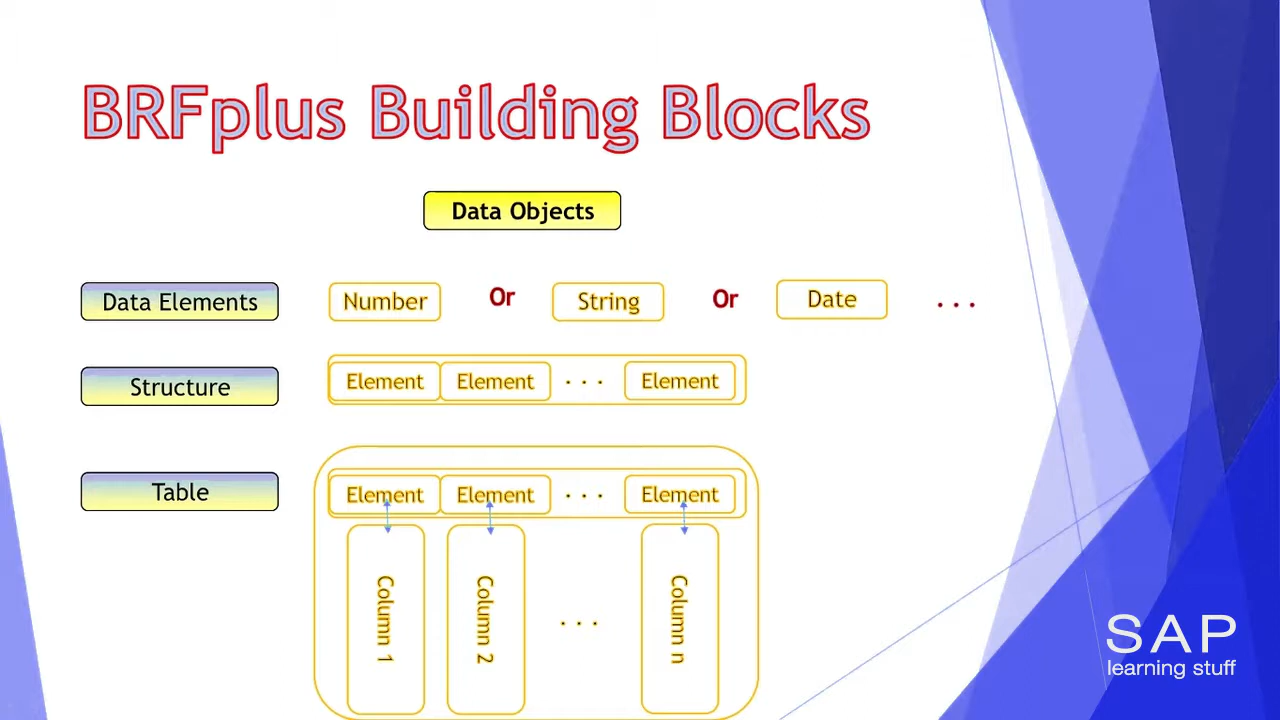 BRFplus Building Blocks
Data Objects
Data Elements Number Or String Or Date ...
Structure Element Element ... Element
Table Element Element ... Element
Column 1 Column 2 ... Column n
SAP
learning stuff